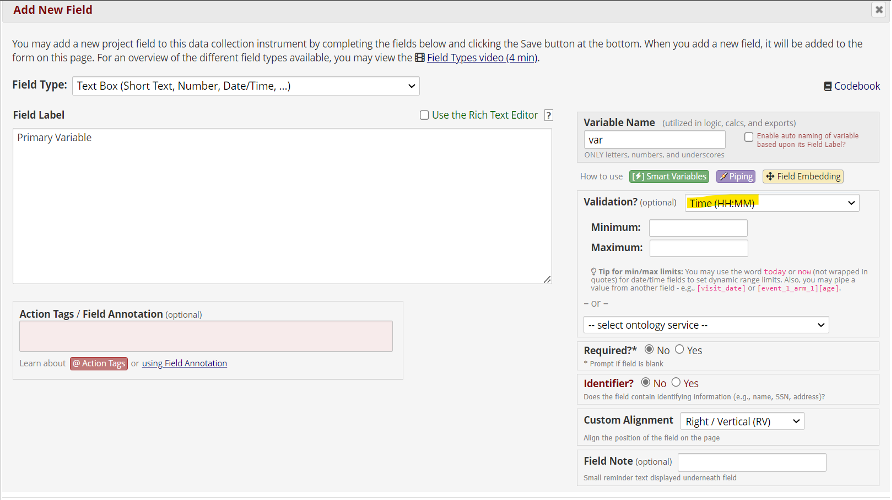 Add New Field
You may add a new project field to this data collection instrument by completing the fields below and clicking the Save button at the bottom. When you add a new field, it will be added to the
form on this page. For an overview of the different field types available, you may view the Field Types video (4 min).
Field Type: Text Box (Short Text, Number, Date/Time, ...)
Codebook
Field Label
Use the Rich Text Editor ?
Primary Variable
Action Tags / Field Annotation (optional)
Learn about @ Action Tags or using Field Annotation
Variable Name (utilized in logic, calcs, and exports)
var
Enable auto naming of variable
based upon its Field Label?
ONLY letters, numbers, and underscores
How to use [⚡] Smart Variables Piping Field Embedding
Validation? (optional) Time (HH:MM)
Minimum:
Maximum:
Tip for min/max limits: You may use the word today or now (not wrapped in
quotes) for date/time fields to set dynamic range limits. Also, you may pipe a
value from another field - e.g., [visit_date] or [event_1_arm_1][age].
-- or --
-- select ontology service --
Required?* No Yes
* Prompt if field is blank
Identifier? No Yes
Does the field contain identifying information (e.g., name, SSN, address)?
Custom Alignment Right / Vertical (RV)
Align the position of the field on the page
Field Note (optional)
Small reminder text displayed underneath field